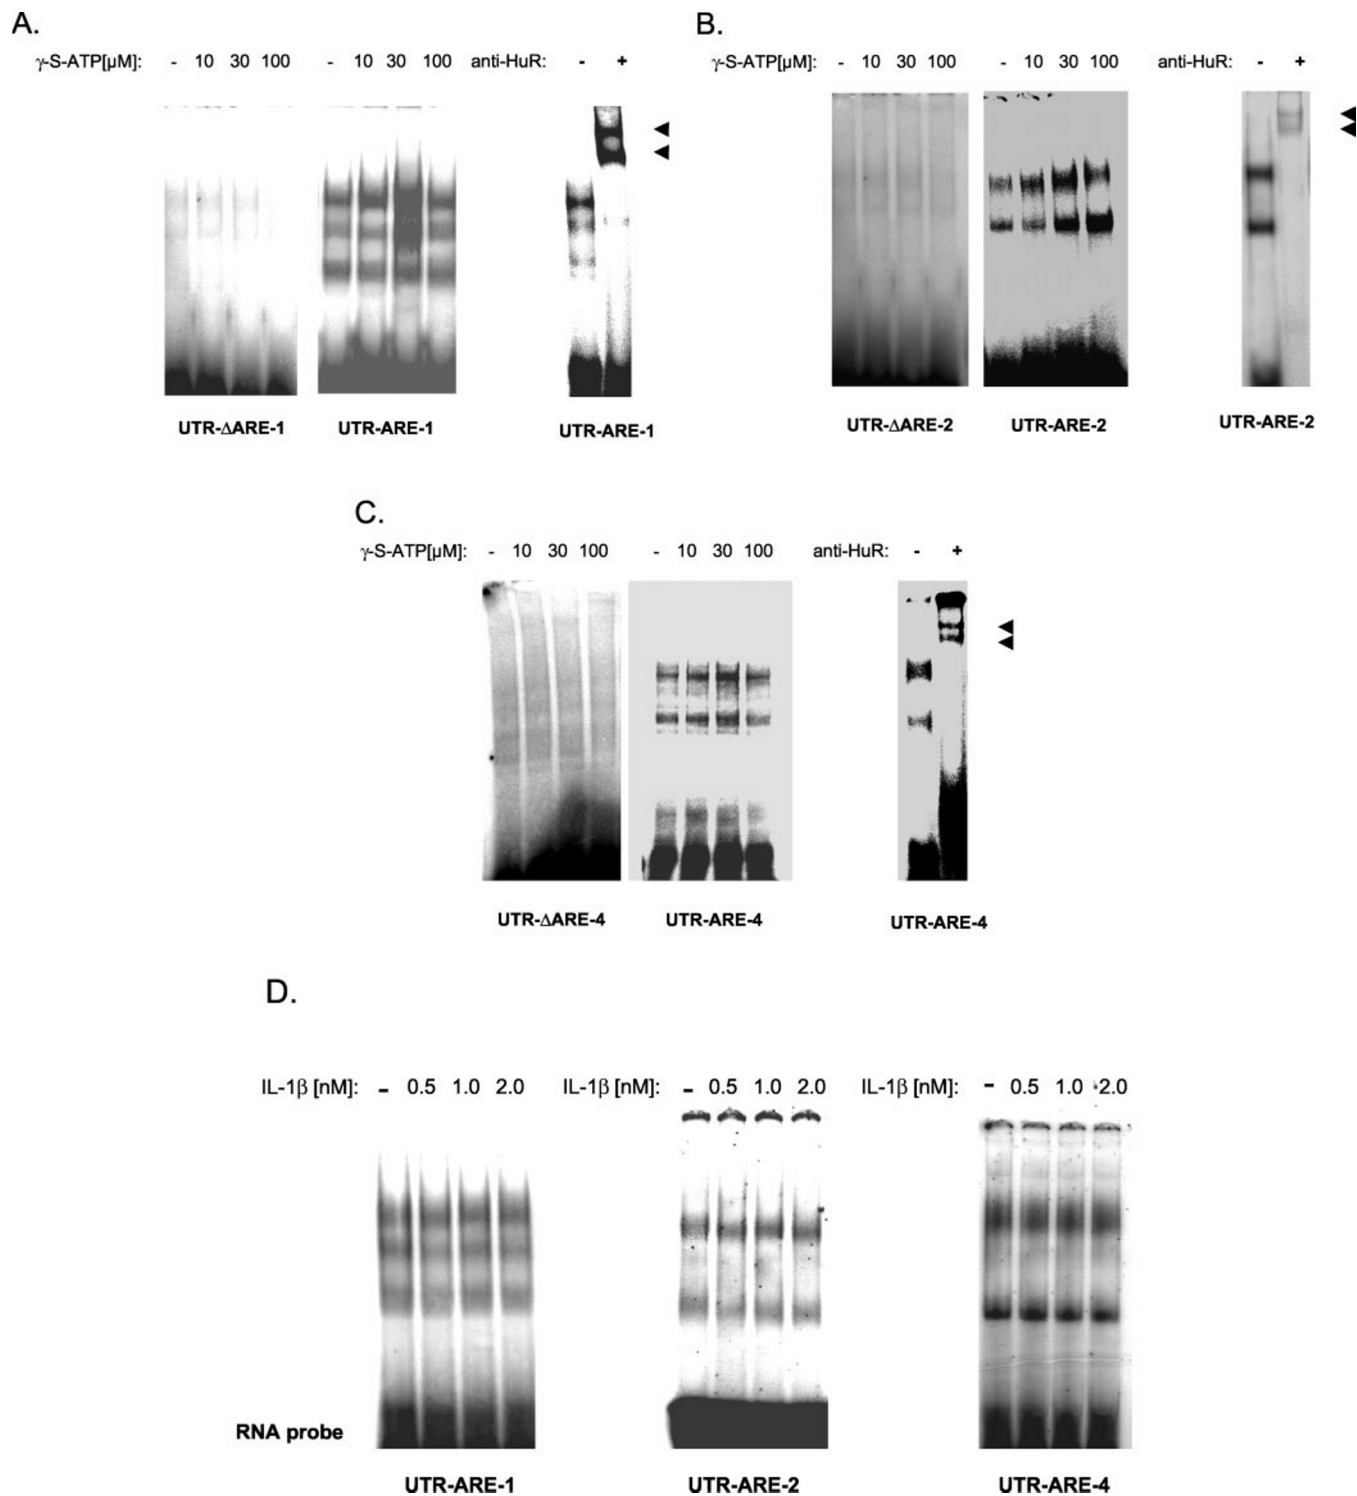 A.
γ-S-ATP[µM]: - 10 30 100 - 10 30 100 anti-HuR: - +
UTR-ΔARE-1 UTR-ARE-1 UTR-ARE-1
B.
γ-S-ATP[µM]: - 10 30 100 - 10 30 100 anti-HuR: - +
UTR-ΔARE-2 UTR-ARE-2 UTR-ARE-2
C.
γ-S-ATP[µM]: - 10 30 100 - 10 30 100 anti-HuR: - +
UTR-ΔARE-4 UTR-ARE-4 UTR-ARE-4
D.
IL-1β [nM]: - 0.5 1.0 2.0 IL-1β [nM]: - 0.5 1.0 2.0 IL-1β [nM]: - 0.5 1.0 2.0
RNA probe
UTR-ARE-1 UTR-ARE-2 UTR-ARE-4